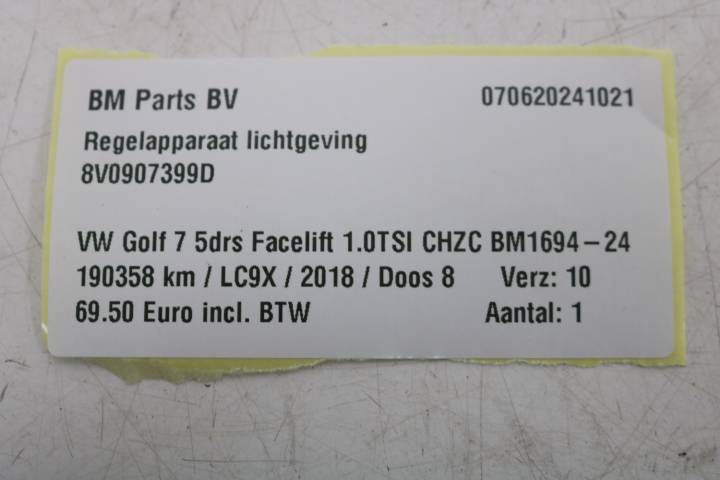 BM Parts BV 070620241021
Regelapparaat lichtgeving
8V0907399D
VW Golf 7 5drs Facelift 1.0TSI CHZC BM1694-24
190358 km / LC9X / 2018 / Doos 8 Verz: 10
69.50 Euro incl. BTW Aantal: 1